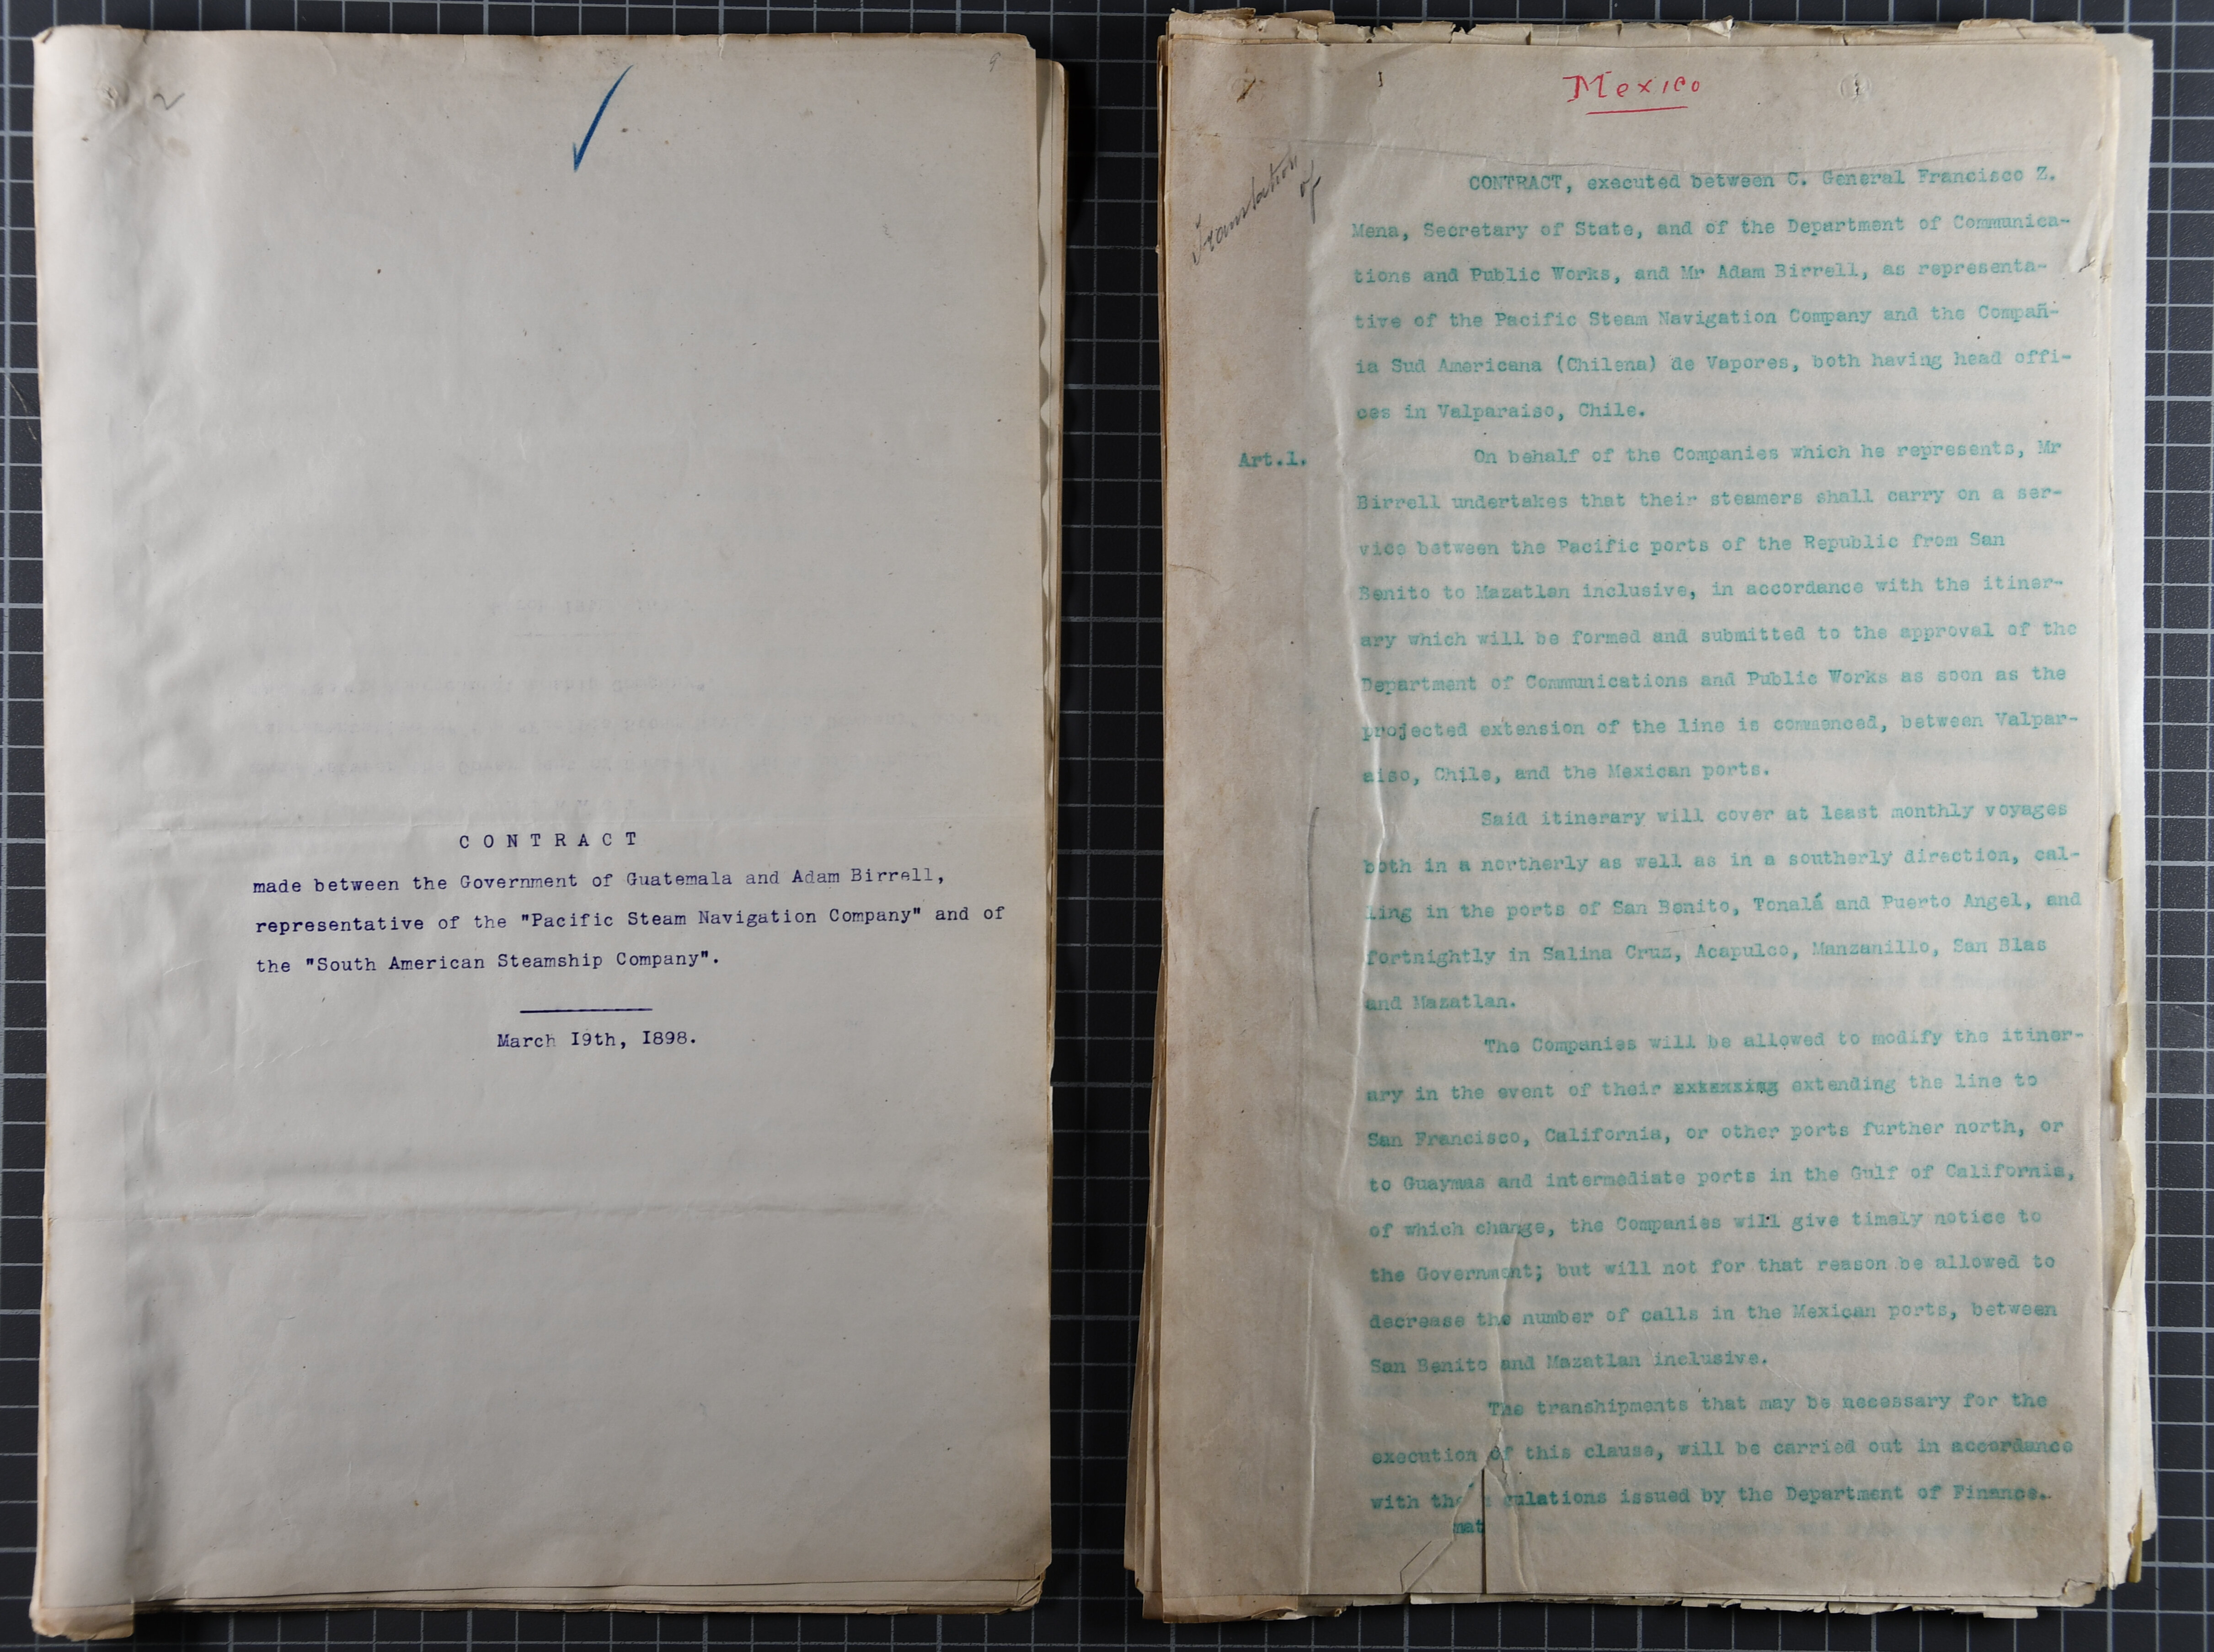 2
9
C O N T R A C T
made between the Government of Guatemala and Adam Birrell,
representative of the "Pacific Steam Navigation Company" and of
the "South American Steamship Company".
March I9th, I898.
Mexico
Translation
of
CONTRACT, executed between C. General Francisco Z.
Mena, Secretary of State, and of the Department of Communica-
tions and Public Works, and Mr Adam Birrell, as representa-
tive of the Pacific Steam Navigation Company and the Compañ-
ia Sud Americana (Chilena) de Vapores, both having head offi-
ces in Valparaiso, Chile.
Art.1. On behalf of the Companies which he represents, Mr
Birrell undertakes that their steamers shall carry on a ser-
vice between the Pacific ports of the Republic from San
Benito to Mazatlan inclusive, in accordance with the itiner-
ary which will be formed and submitted to the approval of the
Department of Communications and Public Works as soon as the
projected extension of the line is commenced, between Valpar-
aiso, Chile, and the Mexican ports.
Said itinerary will cover at least monthly voyages
both in a northerly as well as in a southerly direction, cal-
ling in the ports of San Benito, Tonalá and Puerto Angel, and
fortnightly in Salina Cruz, Acapulco, Manzanillo, San Blas
and Mazatlan.
The Companies will be allowed to modify the itiner-
ary in the event of their extending the line to
San Francisco, California, or other ports further north, or
to Guaymas and intermediate ports in the Gulf of California,
of which change, the Companies will give timely notice to
the Government; but will not for that reason be allowed to
decrease the number of calls in the Mexican ports, between
San Benito and Mazatlan inclusive.
The transhipments that may be necessary for the
execution of this clause, will be carried out in accordance
with the gulations issued by the Department of Finance.
mat